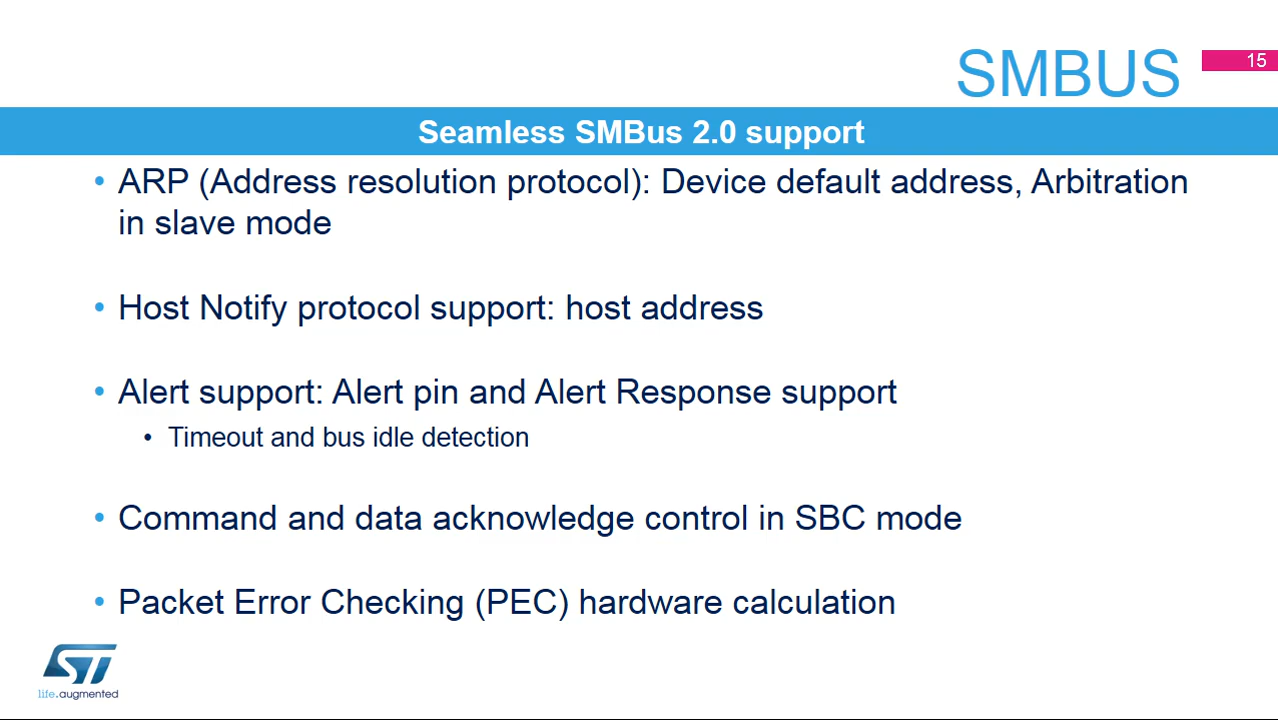 SMBUS
15
Seamless SMBus 2.0 support
• ARP (Address resolution protocol): Device default address, Arbitration
in slave mode
• Host Notify protocol support: host address
• Alert support: Alert pin and Alert Response support
• Timeout and bus idle detection
• Command and data acknowledge control in SBC mode
• Packet Error Checking (PEC) hardware calculation
ST
life.augmented